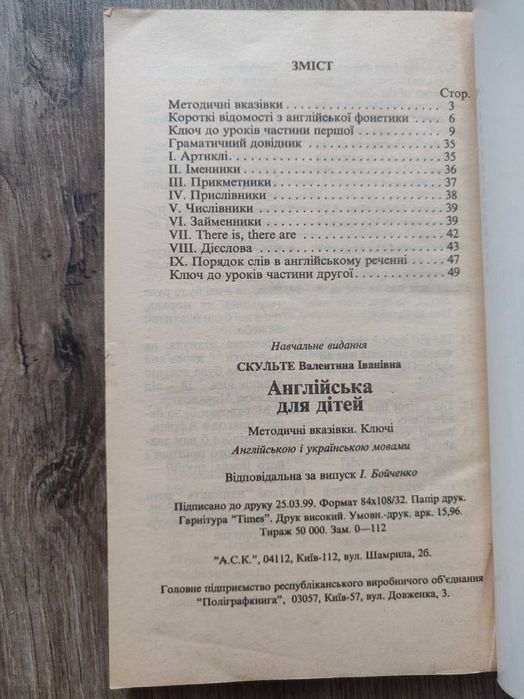 ЗМІСТ
Стор.
Методичні вказівки . . . . . . . . . . . . . . . . . . . . . . . . 3
Короткі відомості з англійської фонетики . . . . 6
Ключ до уроків частини першої . . . . . . . . . . . . . 9
Граматичний довідник . . . . . . . . . . . . . . . . . . . . 35
І. Артиклі. . . . . . . . . . . . . . . . . . . . . . . . . . . . . . 35
ІІ. Іменники . . . . . . . . . . . . . . . . . . . . . . . . . . . . 36
ІІІ. Прикметники . . . . . . . . . . . . . . . . . . . . . . . . 37
IV. Прислівники . . . . . . . . . . . . . . . . . . . . . . . . 38
V. Числівники . . . . . . . . . . . . . . . . . . . . . . . . . . 39
VI. Займенники . . . . . . . . . . . . . . . . . . . . . . . . . 39
VII. There is, there are . . . . . . . . . . . . . . . . . . . . 42
VIII. Дієслова . . . . . . . . . . . . . . . . . . . . . . . . . . 43
IX. Порядок слів в англійському реченні . . . . . 47
Ключ до уроків частини другої . . . . . . . . . . . . . 49
Навчальне видання
СКУЛЬТЕ Валентина Іванівна
Англійська
для дітей
Методичні вказівки. Ключі
Англійською і українською мовами
Відповідальна за випуск І. Бойченко
Підписано до друку 25.03.99. Формат 84х108/32. Папір друк.
Гарнітура "Times". Друк високий. Умовн.-друк. арк. 15,96.
Тираж 50 000. Зам. 0—112
"А.С.К.", 04112, Київ-112, вул. Шамрила, 2б.
Головне підприємство республіканського виробничого об'єднання
"Поліграфкнига", 03057, Київ-57, вул. Довженка, 3.